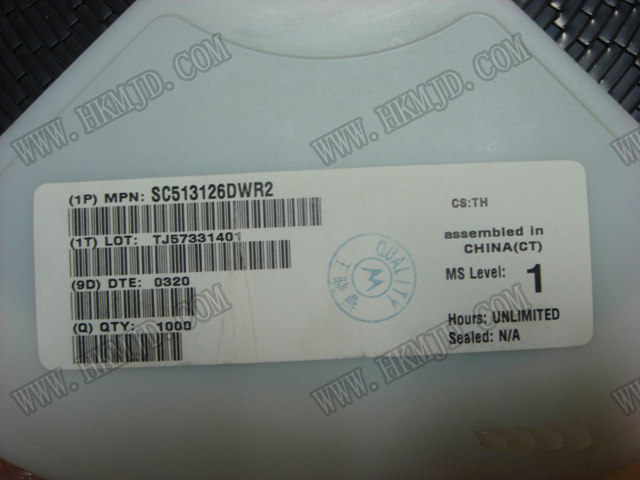 (1P) MPN: SC513126DWR2
(1T) LOT: TJ57331401
(9D) DTE: 0320
(Q) QTY: 1000
CS:TH
assembled in
CHINA(CT)
MS Level: 1
Hours: UNLIMITED
Sealed: N/A
QUALITY
WWW.HKMJD.COM
WWW.HKMJD.COM
WWW.HKMJD.COM
WWW.HKMJD.COM
WWW.HKMJD.COM
WWW.HKMJD.COM